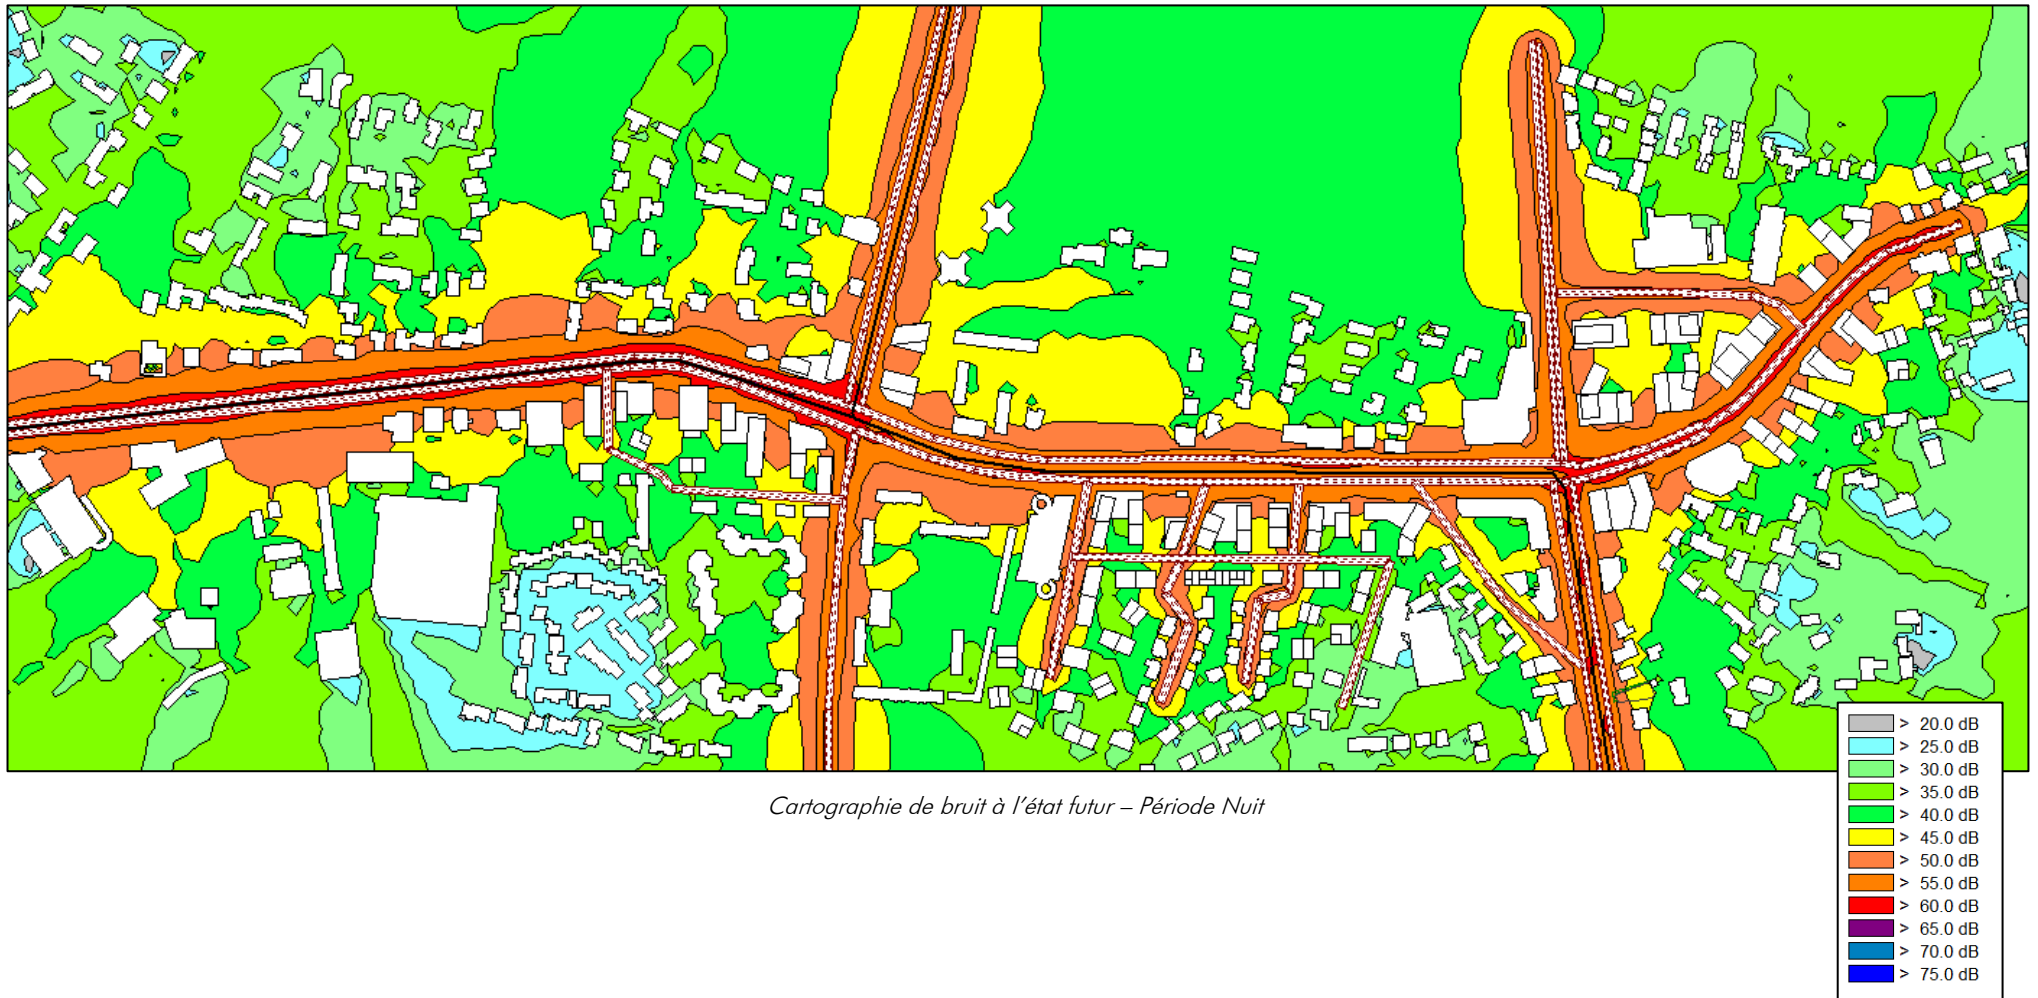 Cartographie de bruit à l'état futur – Période Nuit
> 20.0 dB
> 25.0 dB
> 30.0 dB
> 35.0 dB
> 40.0 dB
> 45.0 dB
> 50.0 dB
> 55.0 dB
> 60.0 dB
> 65.0 dB
> 70.0 dB
> 75.0 dB